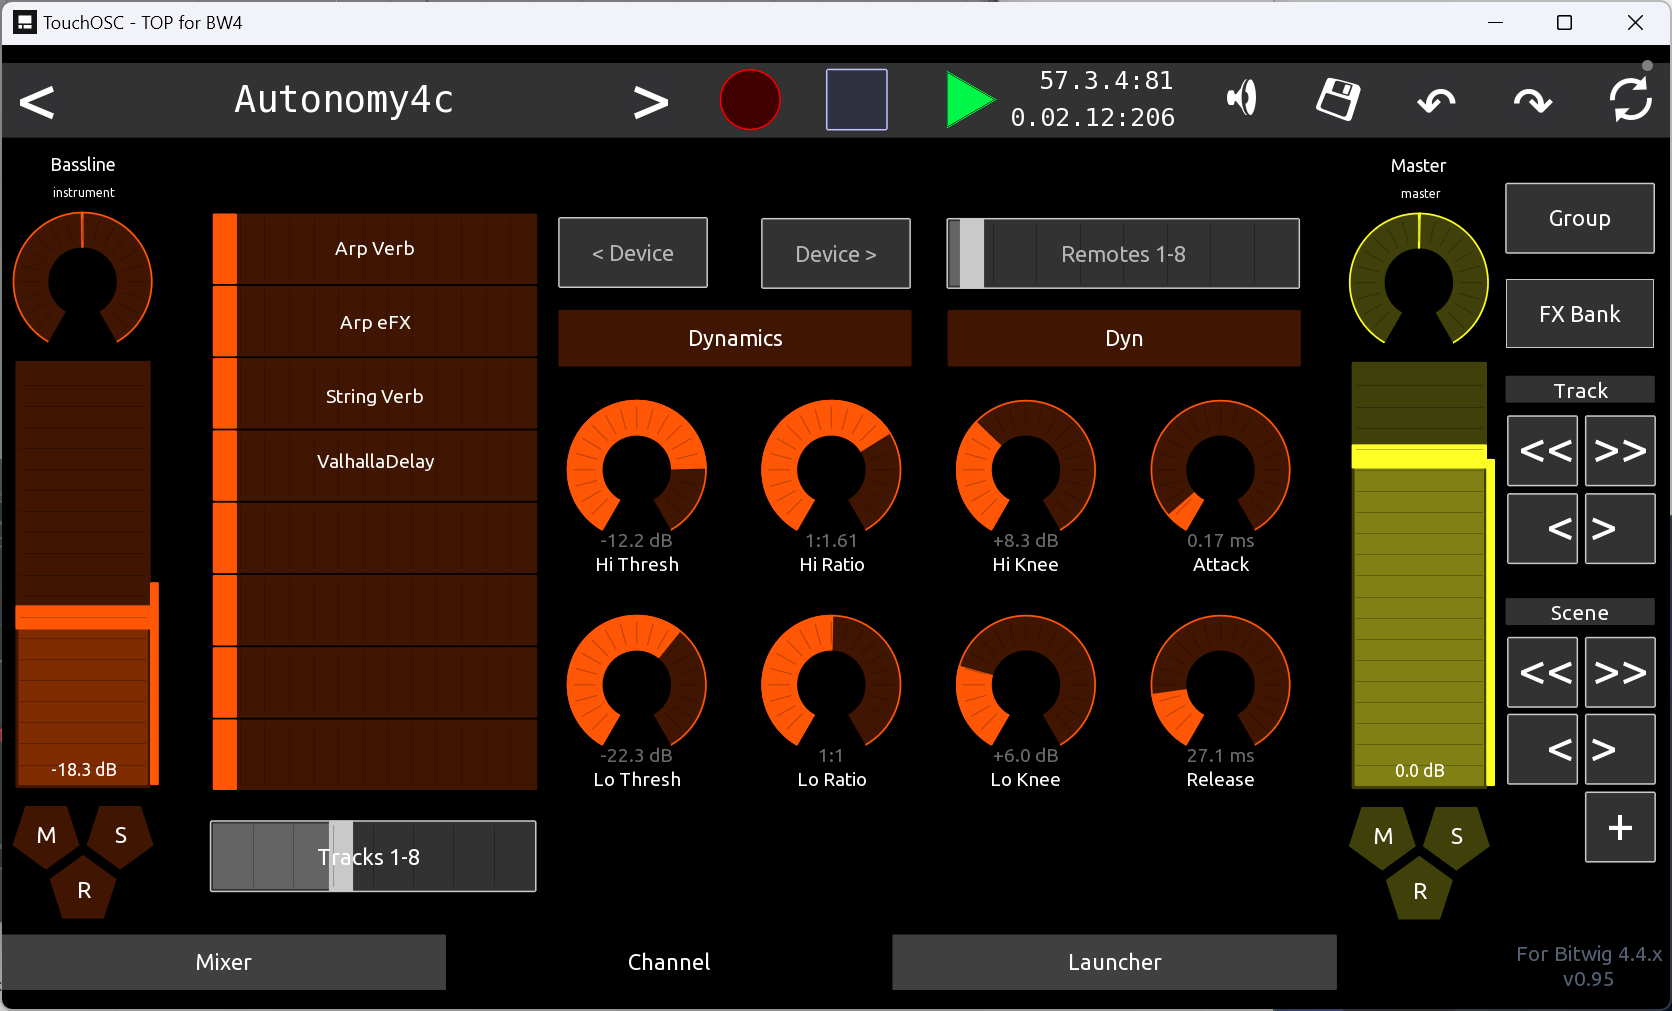 TouchOSC - TOP for BW4
<
Autonomy4c
>
57.3.4:81
0.02.12:206
Bassline
instrument
-18.3 dB
M
S
R
Arp Verb
Arp eFX
String Verb
ValhallaDelay
Tracks 1-8
< Device
Device >
Remotes 1-8
Dynamics
Dyn
-12.2 dB
Hi Thresh
1:1.61
Hi Ratio
+8.3 dB
Hi Knee
0.17 ms
Attack
-22.3 dB
Lo Thresh
1:1
Lo Ratio
+6.0 dB
Lo Knee
27.1 ms
Release
Master
master
0.0 dB
M
S
R
Group
FX Bank
Track
<< >>
< >
Scene
<< >>
< >
+
Mixer
Channel
Launcher
For Bitwig 4.4.x
v0.95